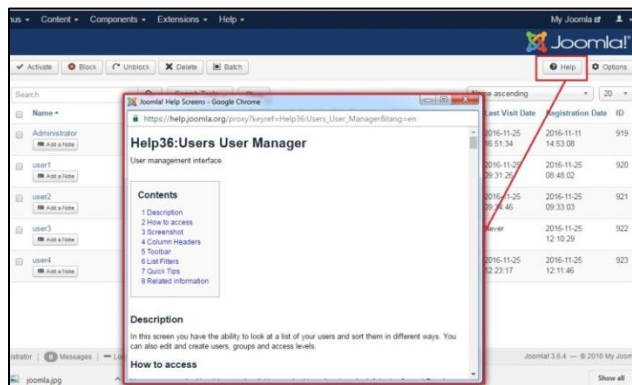 nus Content Components Extensions Help My Joomla
Joomla!
Activate Block Unblock Delete Batch Help Options
Search Name ascending 20
Name Last Visit Date Registration Date ID
Joomla! Help Screens - Google Chrome
https://help.joomla.org/proxy?keyref=Help36:Users_User_Manager&lang=en
Help36:Users User Manager
User management interface.
Contents
1 Description
2 How to access
3 Screenshot
4 Column Headers
5 Toolbar
6 List Filters
7 Quick Tips
8 Related information
Description
In this screen you have the ability to look at a list of your users and sort them in different ways. You
can also edit and create users, groups and access levels.
How to access
Administrator 2016-11-25 2016-11-11 919
Add a Note 16:51:34 14:53:08
user1 2016-11-25 2016-11-25 920
Add a Note 09:31:26 08:48:02
user2 2016-11-25 2016-11-25 921
Add a Note 46 09:33:03
user3 Never 2016-11-25 922
Add a Note 12:10:29
user4 2016-11-25 2016-11-25 923
Add a Note 12:23:17 12:11:46
istrator 0 Messages Joomla! 3.6.4 — © 2016 My Joom
joomla.jpg Show all